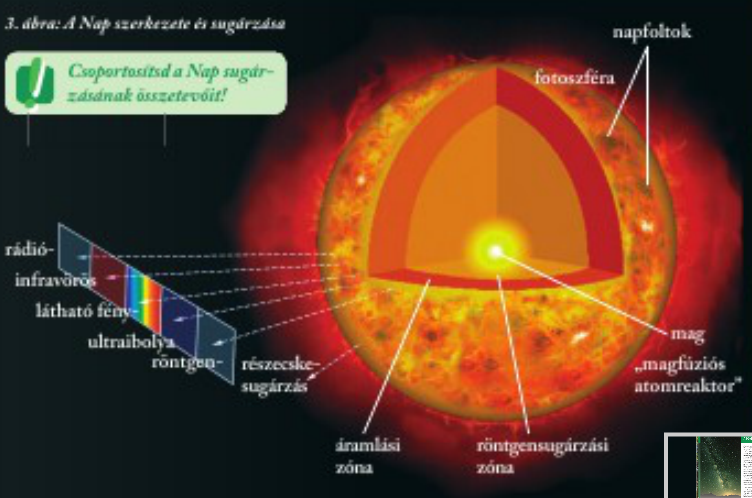 3. ábra: A Nap szerkezete és sugárzása
Csoportosítsd a Nap sugár-
zásának összetevőit!
napfoltok
fotoszféra
rádió-
infravörös
látható fény-
ultraibolya
röntgen-
részecske-
sugárzás
mag
„magfúziós
atomreaktor”
áramlási
zóna
röntgensugárzási
zóna